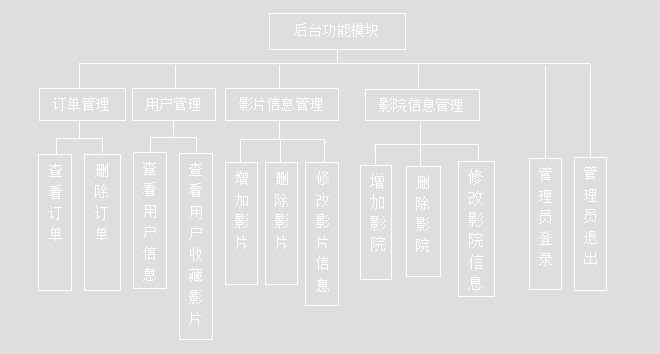 后台功能模块
订单管理
用户管理
影片信息管理
影院信息管理
查看订单
删除订单
查看用户信息
查看用户收藏影片
增加影片
删除影片
修改影片信息
增加影院
删除影院
修改影院信息
管理员登录
管理员退出